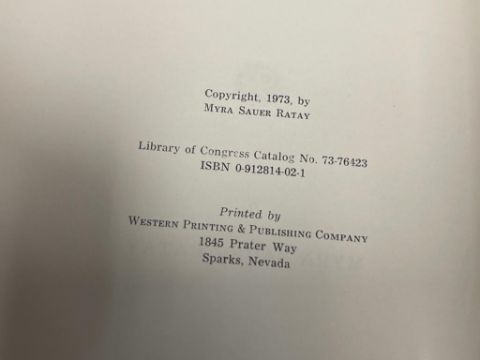 Copyright, 1973, by
MYRA SAUER RATAY
Library of Congress Catalog No. 73-76423
ISBN 0-912814-02-1
Printed by
WESTERN PRINTING & PUBLISHING COMPANY
1845 Prater Way
Sparks, Nevada